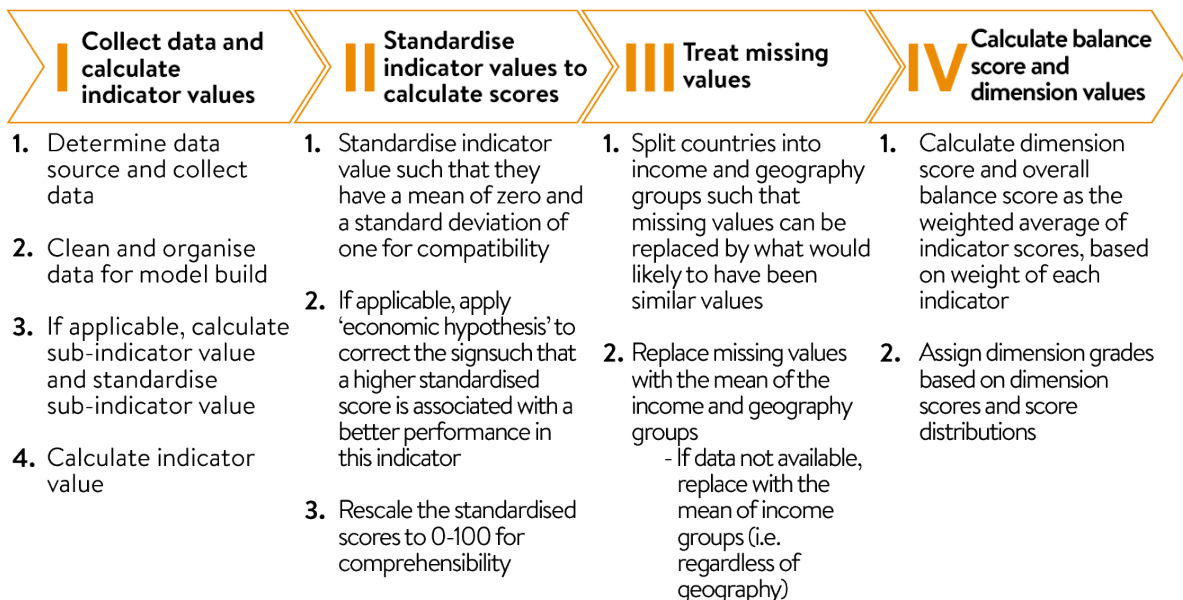 I
Collect data and
calculate
indicator values
1. Determine data
source and collect
data
2. Clean and organise
data for model build
3. If applicable, calculate
sub-indicator value
and standardise
sub-indicator value
4. Calculate indicator
value
II
Standardise
indicator values to
calculate scores
1. Standardise indicator
value such that they
have a mean of zero and
a standard deviation of
one for compatibility
2. If applicable, apply
‘economic hypothesis’ to
correct the signsuch that
a higher standardised
score is associated with a
better performance in
this indicator
3. Rescale the standardised
scores to 0-100 for
comprehensibility
III
Treat missing
values
1. Split countries into
income and geography
groups such that
missing values can be
replaced by what would
likely to have been
similar values
2. Replace missing values
with the mean of the
income and geography
groups
- If data not available,
replace with the
mean of income
groups (i.e.
regardless of
geography)
IV
Calculate balance
score and
dimension values
1. Calculate dimension
score and overall
balance score as the
weighted average of
indicator scores, based
on weight of each
indicator
2. Assign dimension grades
based on dimension
scores and score
distributions